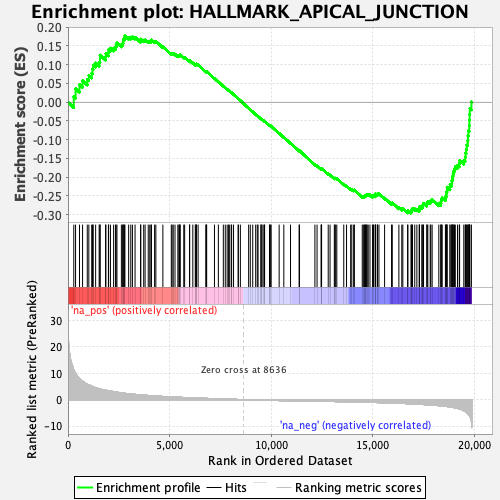 Enrichment plot: HALLMARK_APICAL_JUNCTION
Enrichment score (ES)
0.20
0.15
0.10
0.05
0.00
-0.05
-0.10
-0.15
-0.20
-0.25
-0.30
'na_pos' (positively correlated)
Ranked list metric (PreRanked)
30
20
10
0
-10
Zero cross at 8636
'na_neg' (negatively correlated)
0
5,000
10,000
15,000
20,000
Rank in Ordered Dataset
Enrichment profile
Hits
Ranking metric scores